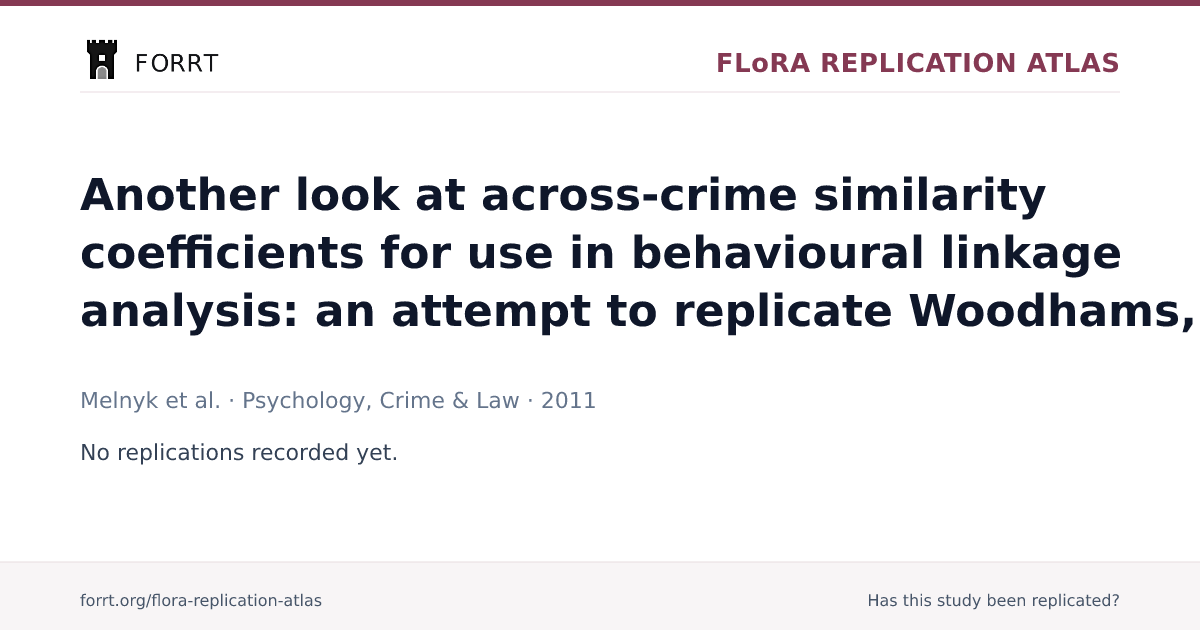 FORRT
FLoRA REPLICATION ATLAS
Another look at across-crime similarity
coefficients for use in behavioural linkage
analysis: an attempt to replicate Woodhams,
Melnyk et al. · Psychology, Crime & Law · 2011
No replications recorded yet.
forrt.org/flora-replication-atlas
Has this study been replicated?